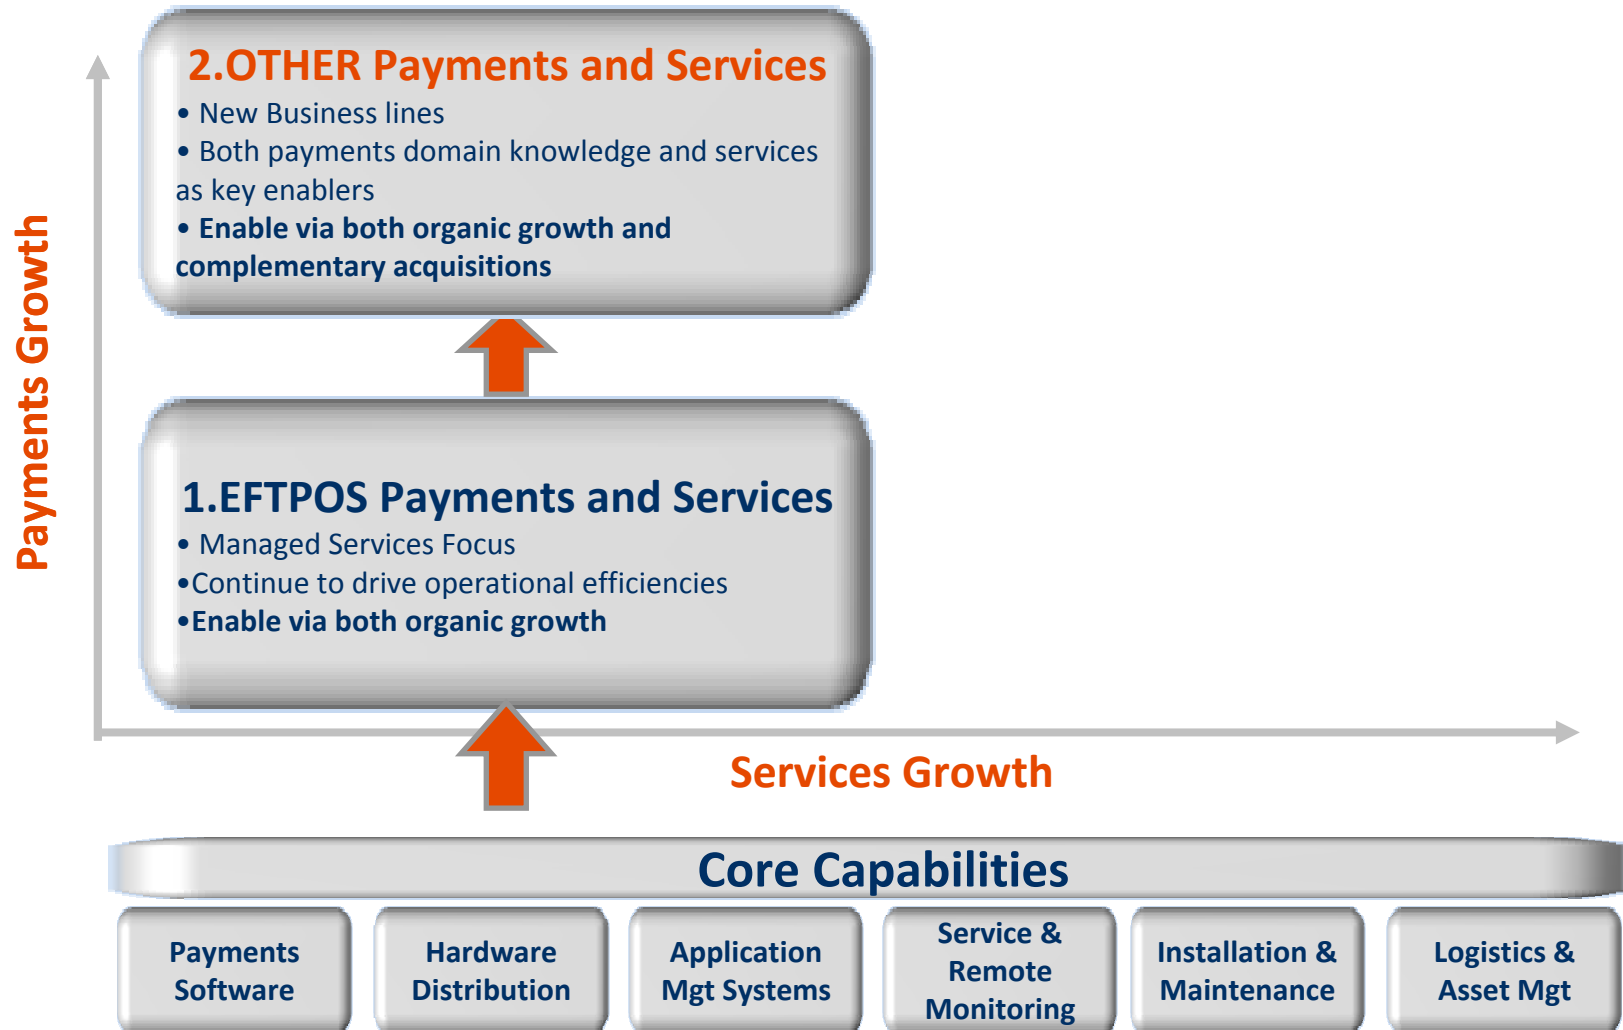 2.OTHER Payments and Services
• New Business lines
• Both payments domain knowledge and services
as key enablers
• Enable via both organic growth and
complementary acquisitions
Payments Growth
1.EFTPOS Payments and Services
• Managed Services Focus
•Continue to drive operational efficiencies
•Enable via both organic growth
Services Growth
Core Capabilities
Payments
Software
Hardware
Distribution
Application
Mgt Systems
Service &
Remote
Monitoring
Installation &
Maintenance
Logistics &
Asset Mgt